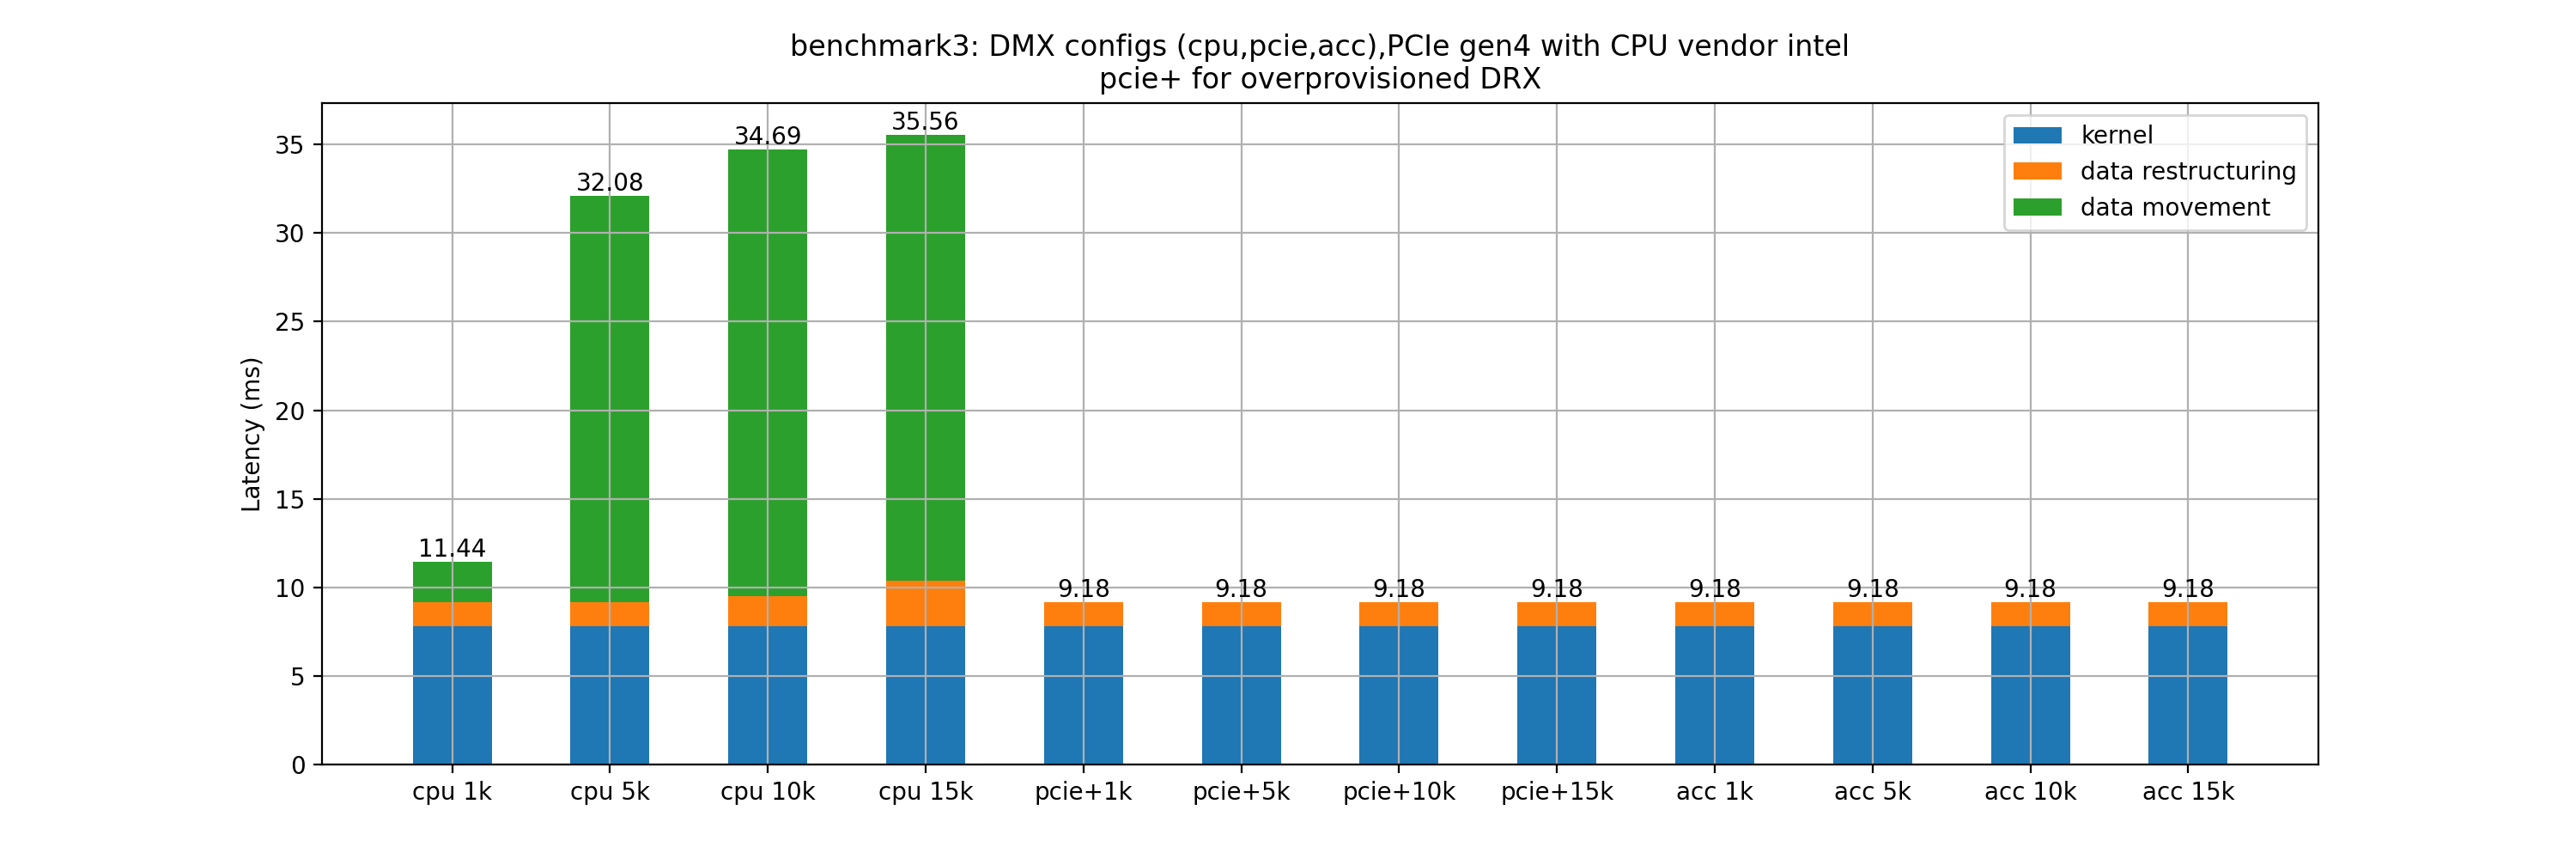 benchmark3: DMX configs (cpu,pcie,acc),PCIe gen4 with CPU vendor intel
pcie+ for overprovisioned DRX
kernel
data restructuring
data movement
Latency (ms)
35
30
25
20
15
10
5
0
11.44
32.08
34.69
35.56
9.18
9.18
9.18
9.18
9.18
9.18
9.18
9.18
cpu 1k
cpu 5k
cpu 10k
cpu 15k
pcie+1k
pcie+5k
pcie+10k
pcie+15k
acc 1k
acc 5k
acc 10k
acc 15k